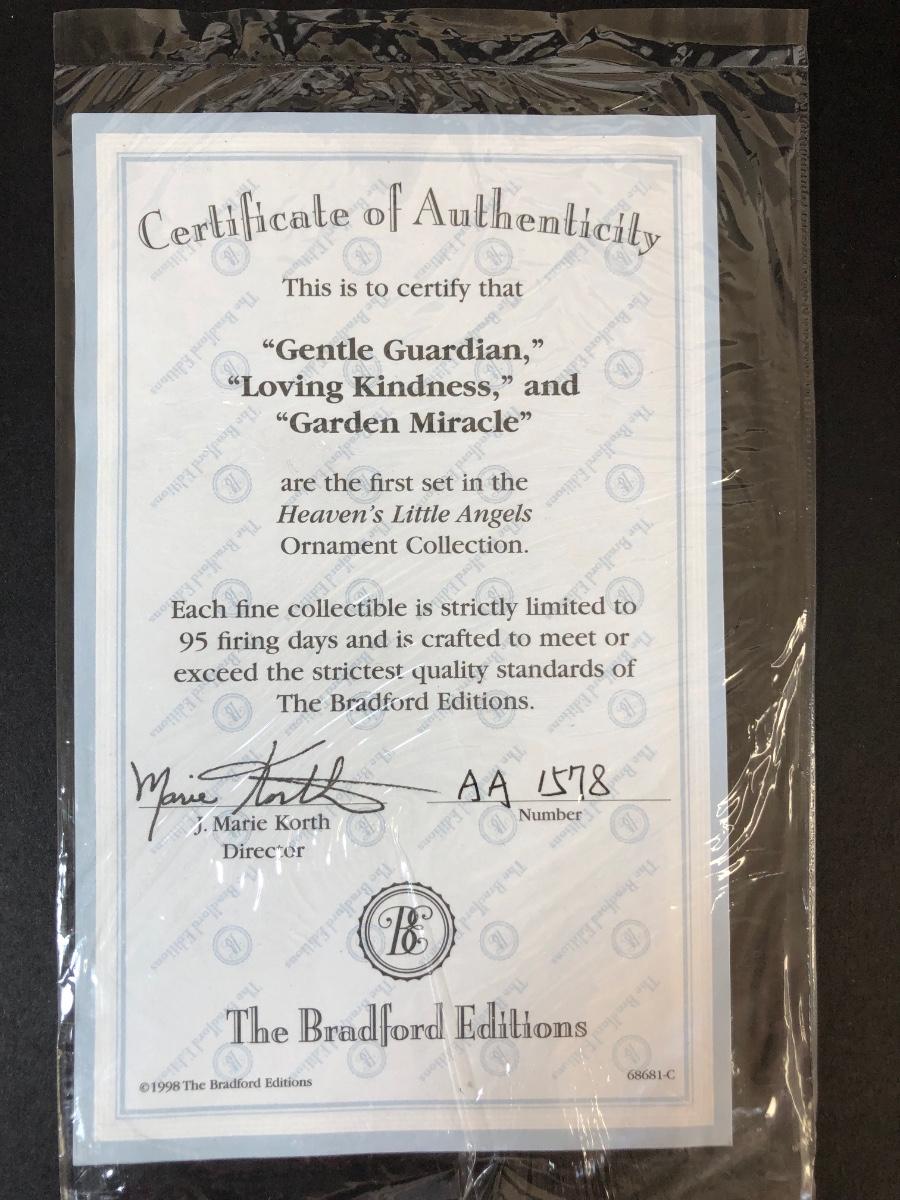 Certificate of Authenticity
This is to certify that
“Gentle Guardian,”
“Loving Kindness,” and
“Garden Miracle”
are the first set in the
Heaven’s Little Angels
Ornament Collection.
Each fine collectible is strictly limited to
95 firing days and is crafted to meet or
exceed the strictest quality standards of
The Bradford Editions.
Marie Korth
AA 1578
J. Marie Korth
Number
Director
BE
The Bradford Editions
©1998 The Bradford Editions
68681-C